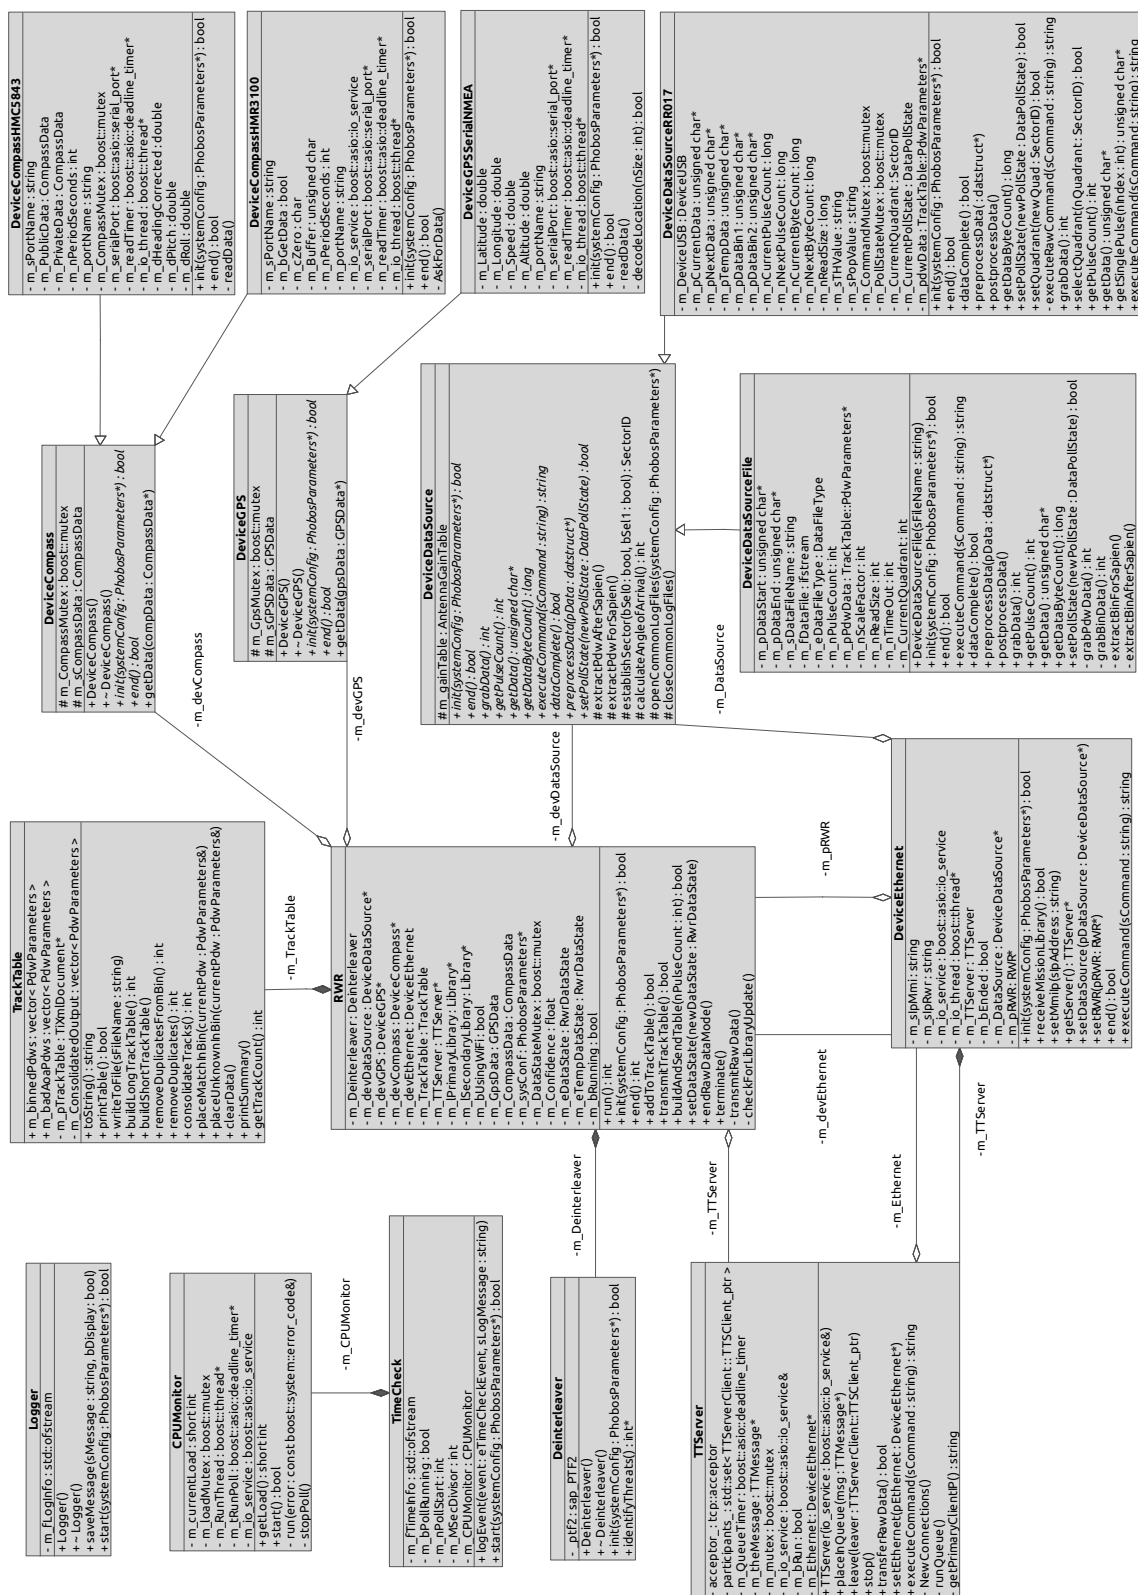 Logger
- m_fLogInfo : std::ofstream
+ Logger()
+ ~ Logger()
+ saveMessage(sMessage : string, bDisplay : bool)
+ start(systemConfig : PhobosParameters*) : bool
CPUMonitor
- m_currentLoad : short int
- m_loadMutex : boost::mutex
- m_RunThread : boost::thread*
- m_tRunPoll : boost::asio::deadline_timer*
- m_io_service : boost::asio::io_service
+ getLoad() : short int
+ start() : bool
- run(error : const boost::system::error_code&)
- stopPoll()
-m_CPUMonitor
TimeCheck
- m_fTimeInfo : std::ofstream
- m_bPollRunning : bool
- m_nPollStart : int
- m_MSecDivisor : int
- m_CPUMonitor : CPUMonitor
+ logEvent(event : eTimeCheckEvent, sLogMessage : string)
+ start(systemConfig : PhobosParameters*) : bool
Deinterleaver
- _ptf2 : sap_PTF2
+ Deinterleaver()
+ ~ Deinterleaver()
+ init(systemConfig : PhobosParameters*) : bool
+ identifyThreats() : int*
-m_Deinterleaver
TTServer
- acceptor_ : tcp::acceptor
- participants_ : std::set< TTServerClient::TTSClient_ptr >
- m_QueueTimer : boost::asio::deadline_timer
- m_theMessage : TTMessage*
- m_mutex : boost::mutex
- m_io_service : boost::asio::io_service&
- m_bRun : bool
- m_Ethernet : DeviceEthernet*
+ TTServer(io_service : boost::asio::io_service&)
+ placeInQueue(msg : TTMessage*)
+ leave(leaver : TTServerClient::TTSClient_ptr)
+ stop()
+ transferRawData() : bool
+ setEthernet(pEthernet : DeviceEthernet*)
+ executeCommand(sCommand : string) : string
- NewConnections()
- runQueue()
- getPrimaryClientIP() : string
-m_TTServer
-m_Ethernet
-m_TTServer
TrackTable
+ m_binnedPdws : vector< PdwParameters >
+ m_badAoaPdws : vector< PdwParameters >
- m_pTrackTable : TiXmlDocument*
- m_ConsolidatedOutput : vector< PdwParameters >
+ toString() : string
+ printTable() : bool
+ writeToFile(sFileName : string)
+ buildLongTrackTable() : int
+ buildShortTrackTable()
+ removeDuplicatesFromBin() : int
+ removeDuplicates() : int
+ consolidateTracks() : int
+ placeMatchInBin(currentPdw : PdwParameters&)
+ placeUnknownInBin(currentPdw : PdwParameters&)
+ clearData()
+ printSummary()
+ getTrackCount() : int
-m_TrackTable
RWR
- m_Deinterleaver : Deinterleaver
- m_devDataSource : DeviceDataSource*
- m_devGPS : DeviceGPS*
- m_devCompass : DeviceCompass*
- m_devEthernet : DeviceEthernet
- m_TrackTable : TrackTable
- m_TTServer : TTServer*
- m_lPrimaryLibrary : Library*
- m_lSecondaryLibrary : Library*
- m_bUsingWiFi : bool
- m_GpsData : GPSData
- m_CompassData : CompassData
- m_sysConf : PhobosParameters*
- m_DataStateMutex : boost::mutex
- m_Confidence : float
- m_eDataState : RwrDataState
- m_eTempDataState : RwrDataState
- m_bRunning : bool
+ run() : int
+ init(systemConfig : PhobosParameters*) : bool
+ end() : int
+ addToTrackTable() : bool
+ transmitTrackTable() : bool
+ buildAndSendTable(nPulseCount : int) : bool
+ setDataState(newDataState : RwrDataState)
+ endRawDataMode()
+ terminate()
- transmitRawData()
- checkForLibraryUpdate()
-m_devEthernet
-m_pRWR
DeviceEthernet
- m_sIpMmi : string
- m_sIpRwr : string
- m_io_service : boost::asio::io_service
- m_io_thread : boost::thread*
- m_TTServer : TTServer
- m_bEnded : bool
- m_DataSource : DeviceDataSource*
- m_pRWR : RWR*
+ init(systemConfig : PhobosParameters*) : bool
+ receiveMissionLibrary() : bool
+ setMmiIp(sIpAddress : string)
+ getServer() : TTServer*
+ setDataSource(pDataSource : DeviceDataSource*)
+ setRWR(pRWR : RWR*)
+ end() : bool
+ executeCommand(sCommand : string) : string
-m_devCompass
-m_devGPS
-m_devDataSource
-m_DataSource
DeviceCompass
# m_CompassMutex : boost::mutex
# m_sCompassData : CompassData
+ DeviceCompass()
+ ~ DeviceCompass()
+ init(systemConfig : PhobosParameters*) : bool
+ end() : bool
+ getData(compData : CompassData*)
DeviceGPS
# m_GpsMutex : boost::mutex
# m_sGPSData : GPSData
+ DeviceGPS()
+ ~ DeviceGPS()
+ init(systemConfig : PhobosParameters*) : bool
+ end() : bool
+ getData(gpsData : GPSData*)
DeviceDataSource
# m_gainTable : AntennaGainTable
+ init(systemConfig : PhobosParameters*) : bool
+ end() : bool
+ grabData() : int
+ getPulseCount() : int
+ getData() : unsigned char*
+ getDataByteCount() : long
+ executeCommand(sCommand : string) : string
+ dataComplete() : bool
+ preprocessData(pData : datstruct*)
+ setPollState(newPollState : DataPollState) : bool
# extractPdwAfterSapien()
# extractPdwForSapien()
# establishSector(bSel0 : bool, bSel1 : bool) : SectorID
# calculateAngleOfArrival() : int
# openCommonLogFiles(systemConfig : PhobosParameters*)
# closeCommonLogFiles()
DeviceDataSourceFile
- m_pDataStart : unsigned char*
- m_pDataEnd : unsigned char*
- m_sDataFileName : string
- m_fDataFile : ifstream
- m_eDataFileType : DataFileType
- m_nPulseCount : int
- m_pPdwData : TrackTable::PdwParameters*
- m_nScaleFactor : int
- m_nReadSize : int
- m_nTimeOut : int
- m_CurrentQuadrant : int
+ DeviceDataSourceFile(sFileName : string)
+ init(systemConfig : PhobosParameters*) : bool
+ end() : bool
+ executeCommand(sCommand : string) : string
+ dataComplete() : bool
+ preprocessData(pData : datstruct*)
+ postprocessData()
+ grabData() : int
+ getPulseCount() : int
+ getData() : unsigned char*
+ getDataByteCount() : long
+ setPollState(newPollState : DataPollState) : bool
- grabPdwData() : int
- grabBinData() : int
- extractBinForSapien()
- extractBinAfterSapien()
DeviceCompassHMC5843
- m_sPortName : string
- m_PublicData : CompassData
- m_PrivateData : CompassData
- m_nPeriodSeconds : int
- m_portName : string
- m_CompassMutex : boost::mutex
- m_serialPort : boost::asio::serial_port*
- m_readTimer : boost::asio::deadline_timer*
- m_io_thread : boost::thread*
- m_dHeadingCorrected : double
- m_dPitch : double
- m_dRoll : double
+ init(systemConfig : PhobosParameters*) : bool
+ end() : bool
- readData()
DeviceCompassHMR3100
- m_sPortName : string
- m_bGetData : bool
- m_cZero : char
- m_Buffer : unsigned char
- m_nPeriodSeconds : int
- m_portName : string
- m_io_service : boost::asio::io_service
- m_serialPort : boost::asio::serial_port*
- m_readTimer : boost::asio::deadline_timer*
- m_io_thread : boost::thread*
+ init(systemConfig : PhobosParameters*) : bool
+ end() : bool
- AskForData()
DeviceGPSSerialNMEA
- m_Latitude : double
- m_Longitude : double
- m_Speed : double
- m_Altitude : double
- m_portName : string
- m_serialPort : boost::asio::serial_port*
- m_readTimer : boost::asio::deadline_timer*
- m_io_thread : boost::thread*
+ init(systemConfig : PhobosParameters*) : bool
+ end() : bool
- readData()
- decodeLocation(nSize : int) : bool
DeviceDataSourceRR017
- m_DeviceUSB : DeviceUSB
- m_pCurrentData : unsigned char*
- m_pNextData : unsigned char*
- m_pTempData : unsigned char*
- m_pDataBin1 : unsigned char*
- m_pDataBin2 : unsigned char*
- m_nCurrentPulseCount : long
- m_nNextPulseCount : long
- m_nCurrentByteCount : long
- m_nNextByteCount : long
- m_nReadSize : long
- m_sTHValue : string
- m_sPopValue : string
- m_CommandMutex : boost::mutex
- m_PollStateMutex : boost::mutex
- m_CurrentQuadrant : SectorID
- m_CurrentPollState : DataPollState
- m_pdwData : TrackTable::PdwParameters*
+ init(systemConfig : PhobosParameters*) : bool
+ end() : bool
+ dataComplete() : bool
+ preprocessData(: datstruct*)
+ postprocessData()
+ getDataByteCount() : long
+ setPollState(newPollState : DataPollState) : bool
+ setQuadrant(newQuad : SectorID) : bool
- executeRawCommand(sCommand : string) : string
+ grabData() : int
+ selectQuadrant(nQuadrant : SectorID) : bool
+ getPulseCount() : int
+ getData() : unsigned char*
+ getSinglePulse(nIndex : int) : unsigned char*
+ executeCommand(sCommand : string) : string